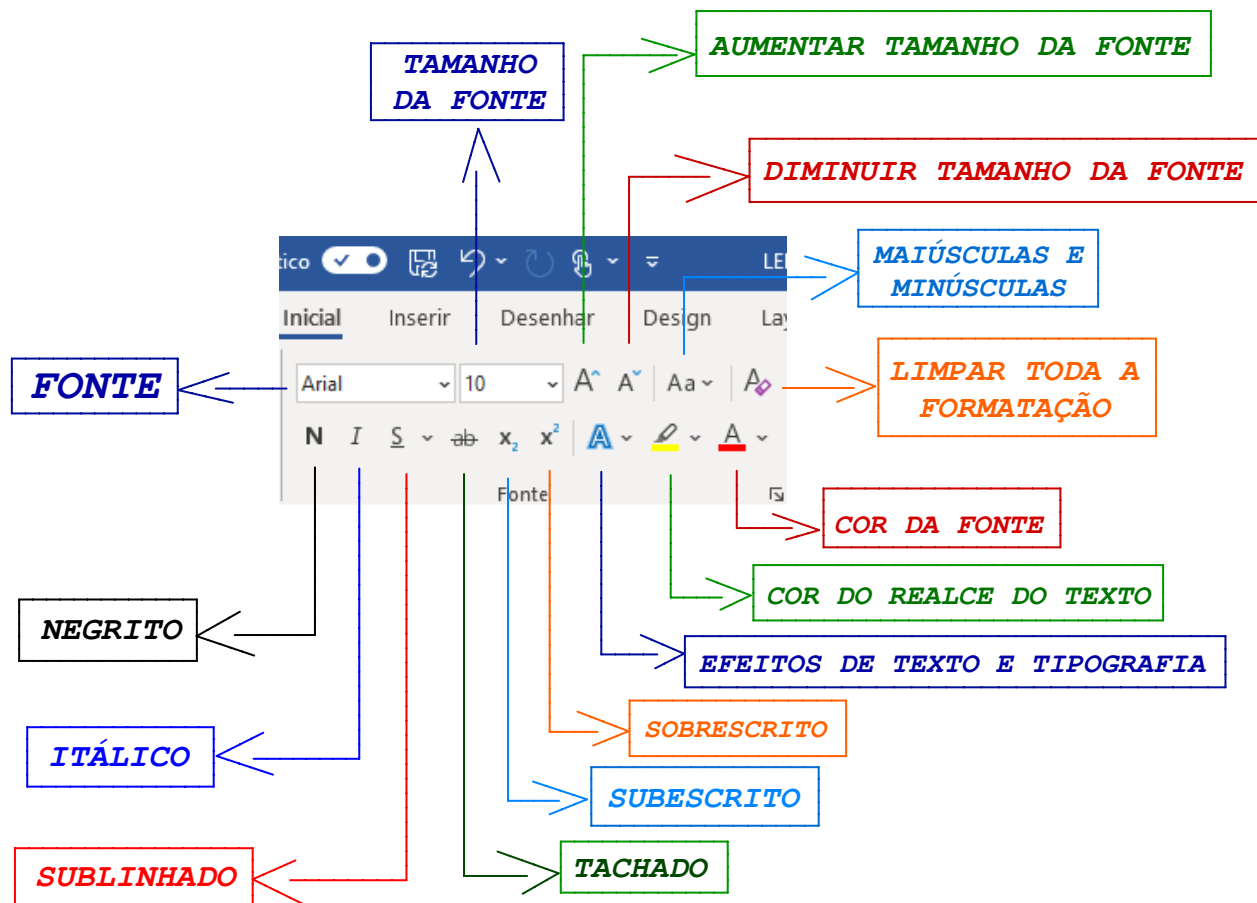 AUMENTAR TAMANHO DA FONTE
TAMANHO
DA FONTE
DIMINUIR TAMANHO DA FONTE
MAIÚSCULAS E
MINÚSCULAS
tico LE
Inicial Inserir Desenhar Design Lay
FONTE
Arial 10 A A Aa A
LIMPAR TODA A
FORMATAÇÃO
N I S ab x2 x2 A A
Fonte
COR DA FONTE
COR DO REALCE DO TEXTO
NEGRITO
EFEITOS DE TEXTO E TIPOGRAFIA
SOBRESCRITO
ITÁLICO
SUBESCRITO
TACHADO
SUBLINHADO